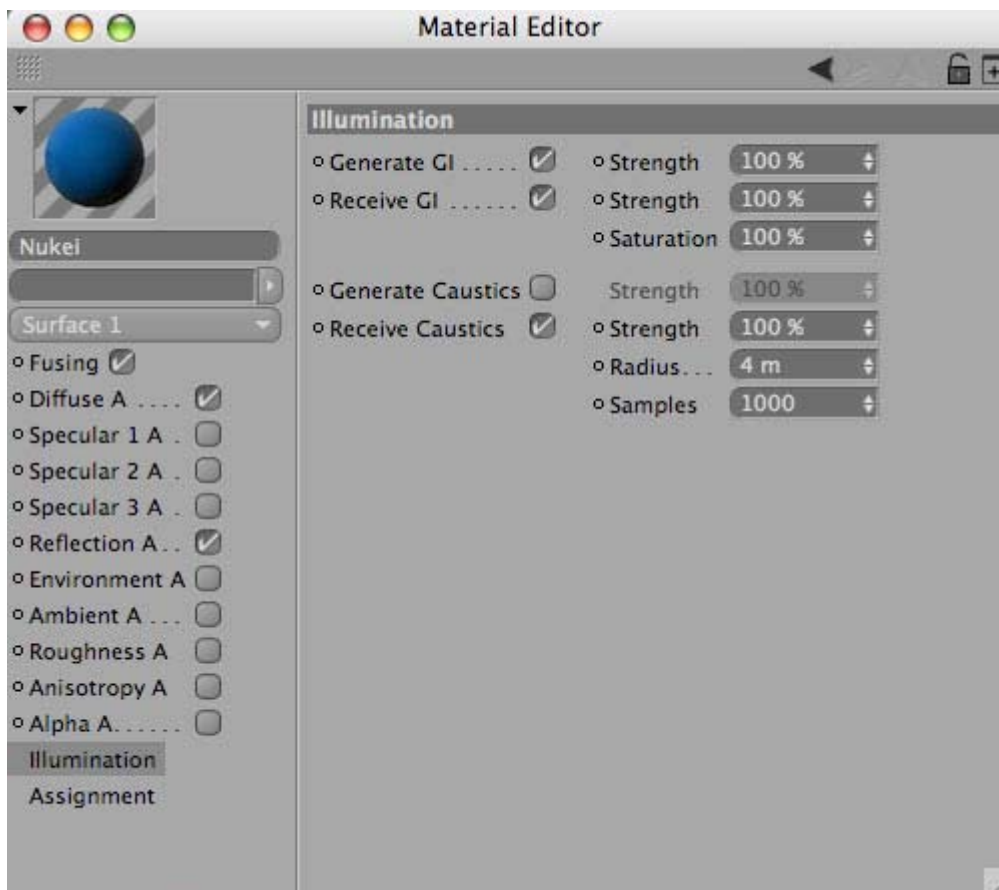 Material Editor
Nukei
Surface 1
Fusing
Diffuse A ....
Specular 1 A .
Specular 2 A .
Specular 3 A .
Reflection A..
Environment A
Ambient A ...
Roughness A
Anisotropy A
Alpha A......
Illumination
Assignment
Illumination
Generate GI ..... Strength 100 %
Receive GI ...... Strength 100 %
Saturation 100 %
Generate Caustics Strength 100 %
Receive Caustics Strength 100 %
Radius... 4 m
Samples 1000